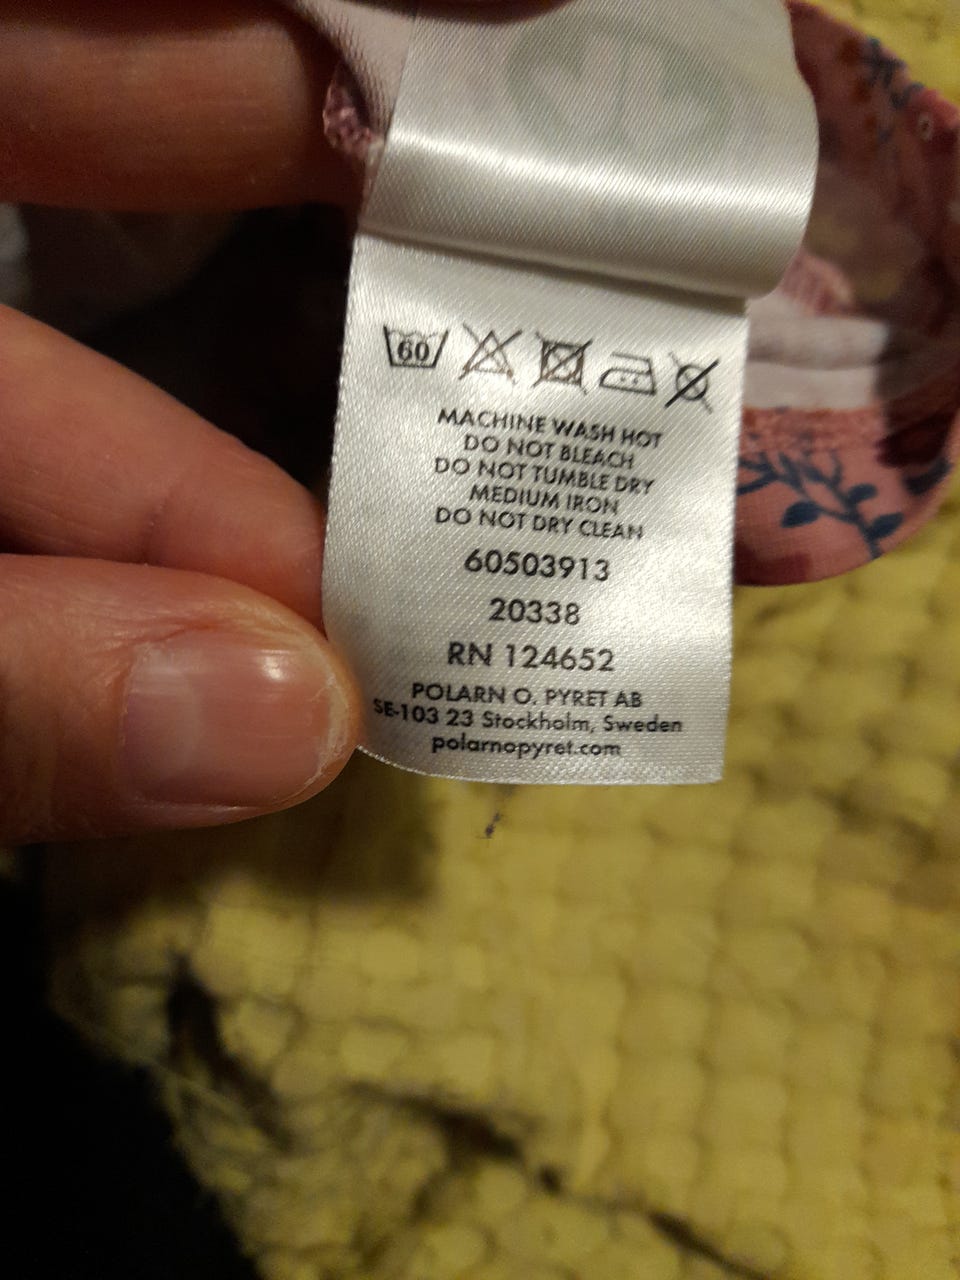 60
MACHINE WASH HOT
DO NOT BLEACH
DO NOT TUMBLE DRY
MEDIUM IRON
DO NOT DRY CLEAN
60503913
20338
RN 124652
POLARN O. PYRET AB
SE-103 23 Stockholm, Sweden
polarnopyret.com